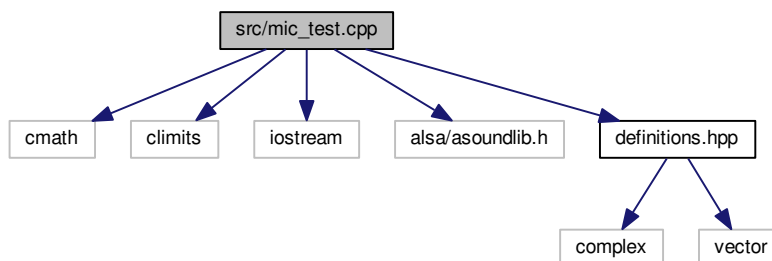 src/mic_test.cpp
cmath
climits
iostream
alsa/asoundlib.h
definitions.hpp
complex
vector